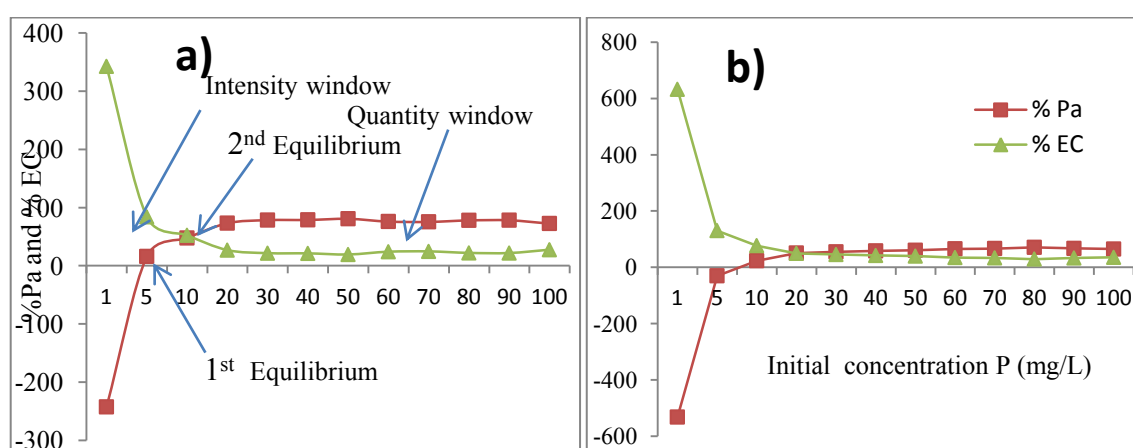 a)
Intensity window
Quantity window
2nd Equilibrium
1st Equilibrium
%Pa and % EC
400
300
200
100
0
-100
-200
-300
1 5 10 20 30 40 50 60 70 80 90 100
b)
% Pa
% EC
800
600
400
200
0
-200
-400
-600
1 5 10 20 30 40 50 60 70 80 90 100
Initial concentration P (mg/L)